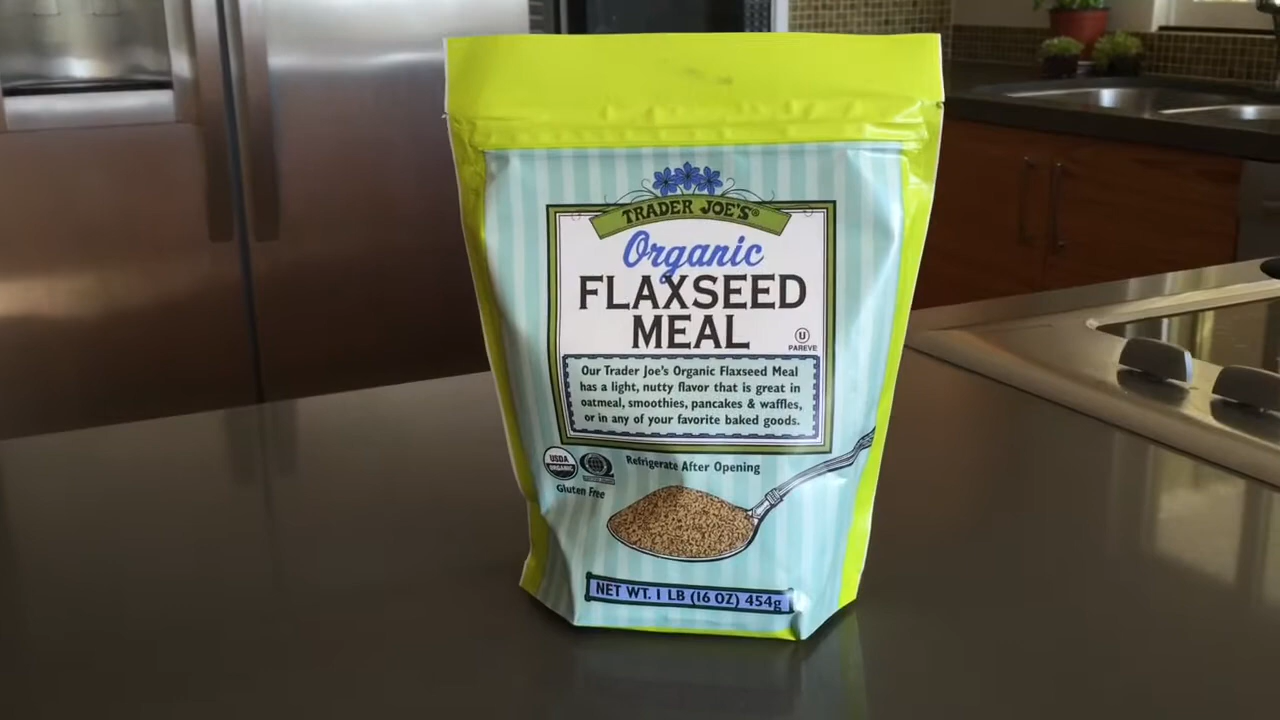 TRADER JOE'S®
Organic
FLAXSEED
MEAL
U
PAREVE
Our Trader Joe's Organic Flaxseed Meal
has a light, nutty flavor that is great in
oatmeal, smoothies, pancakes & waffles,
or in any of your favorite baked goods.
USDA
ORGANIC
Refrigerate After Opening
Gluten Free
NET WT. 1 LB (16 OZ) 454g